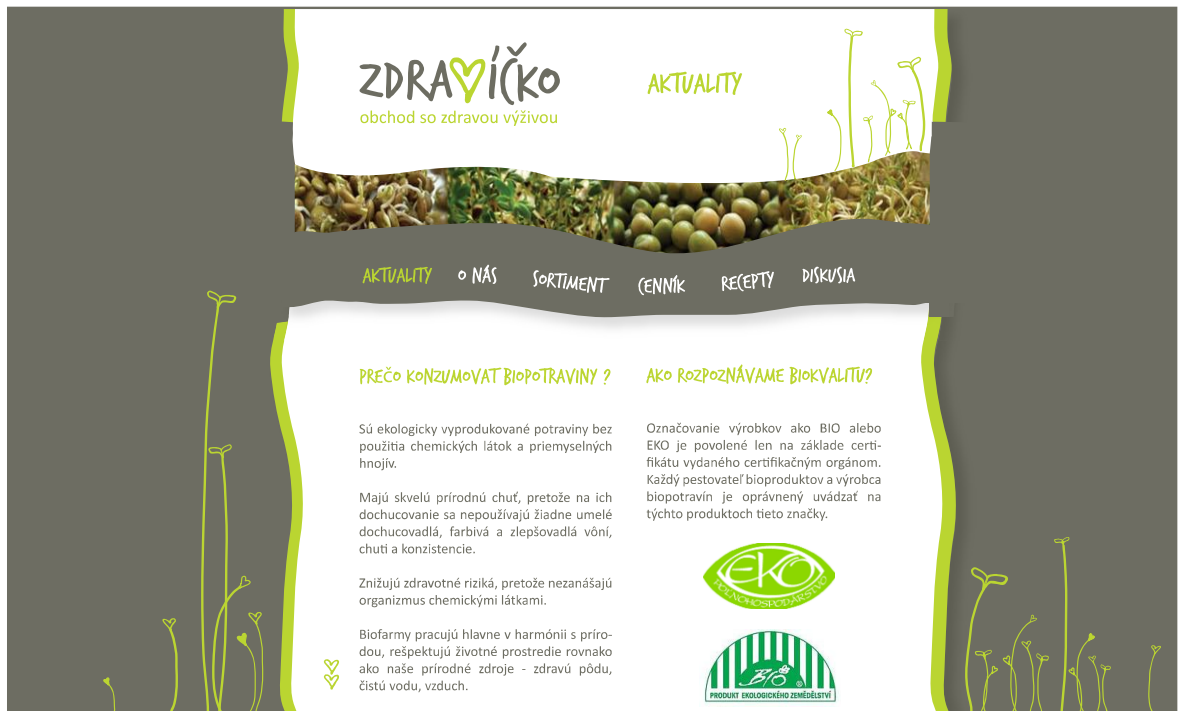 ZDRAVÍČKO
obchod so zdravou výživou
AKTUALITY
AKTUALITY O NÁS SORTIMENT CENNÍK RECEPTY DISKUSIA
PREČO KONZUMOVAT BIOPOTRAVINY ?
Sú ekologicky vyprodukované potraviny bez
použitia chemických látok a priemyselných
hnojív.
Majú skvelú prírodnú chuť, pretože na ich
dochucovanie sa nepoužívajú žiadne umelé
dochucovadlá, farbivá a zlepšovadlá vôní,
chuti a konzistencie.
Znižujú zdravotné riziká, pretože nezanášajú
organizmus chemickými látkami.
Biofarmy pracujú hlavne v harmónii s príro-
dou, rešpektujú životné prostredie rovnako
ako naše prírodné zdroje - zdravú pôdu,
čistú vodu, vzduch.
AKO ROZPOZNÁVAME BIOKVALITU?
Označovanie výrobkov ako BIO alebo
EKO je povolené len na základe certi-
fikátu vydaného certifikačným orgánom.
Každý pestovateľ bioproduktov a výrobca
biopotravín je oprávnený uvádzať na
týchto produktoch tieto značky.
EKO
POĽNOHOSPODÁRSTVO
BIO ®
PRODUKT EKOLOGICKÉHO ZEMĚDĚLSTVÍ